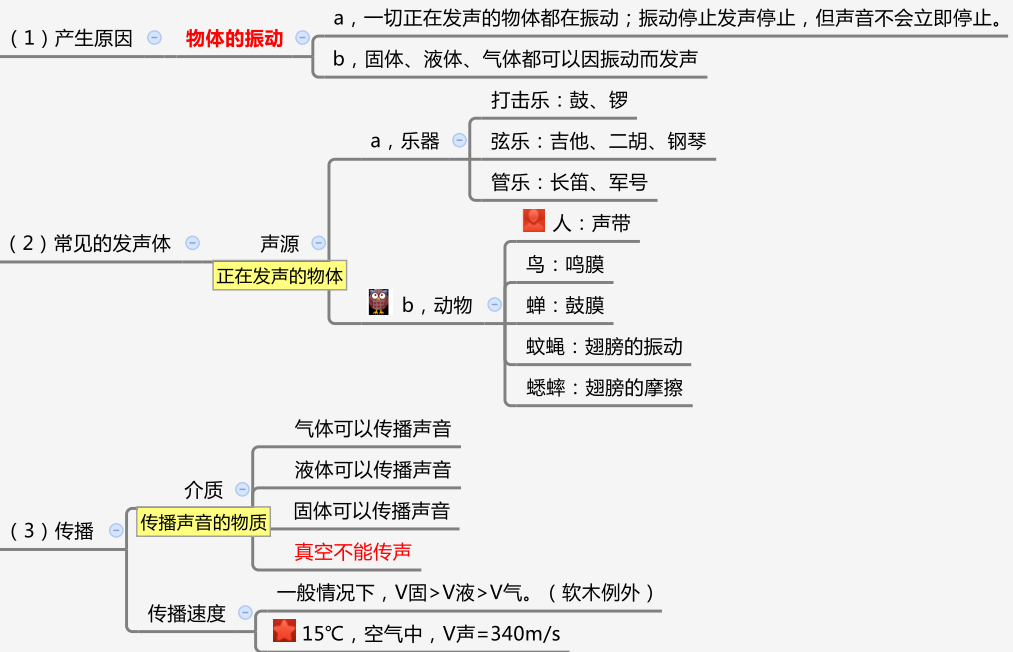 （1）产生原因
物体的振动
a，一切正在发声的物体都在振动；振动停止发声停止，但声音不会立即停止。
b，固体、液体、气体都可以因振动而发声
（2）常见的发声体
声源
正在发声的物体
a，乐器
打击乐：鼓、锣
弦乐：吉他、二胡、钢琴
管乐：长笛、军号
b，动物
人：声带
鸟：鸣膜
蝉：鼓膜
蚊蝇：翅膀的振动
蟋蟀：翅膀的摩擦
（3）传播
介质
传播声音的物质
气体可以传播声音
液体可以传播声音
固体可以传播声音
真空不能传声
传播速度
一般情况下，V固>V液>V气。（软木例外）
15℃，空气中，V声=340m/s